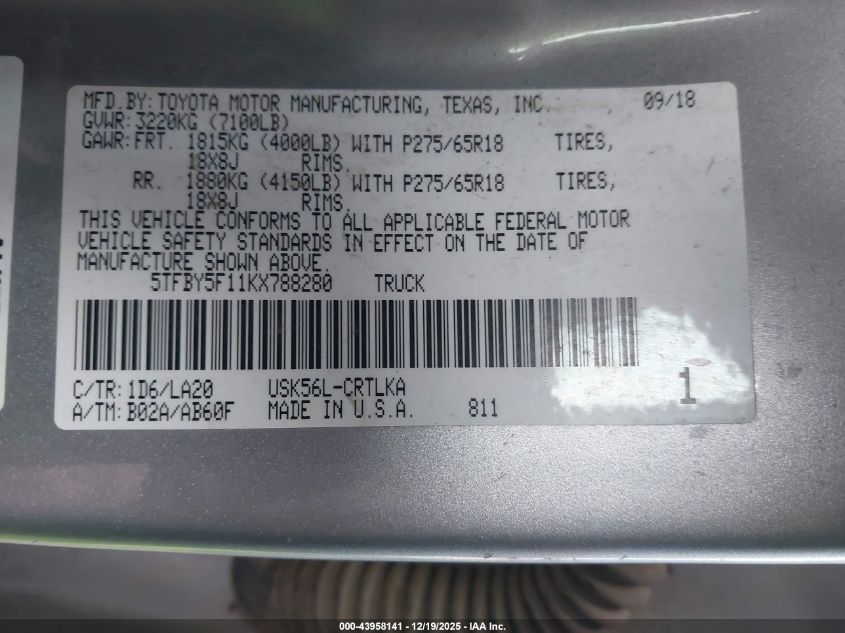 MFD.BY:TOYOTA MOTOR MANUFACTURING, TEXAS, INC. 09/18
GVWR:3220KG (7100LB)
GAWR:FRT. 1815KG (4000LB) WITH P275/65R18 TIRES,
18X8J RIMS.
RR. 1880KG (4150LB) WITH P275/65R18 TIRES,
18X8J RIMS.
THIS VEHICLE CONFORMS TO ALL APPLICABLE FEDERAL MOTOR
VEHICLE SAFETY STANDARDS IN EFFECT ON THE DATE OF
MANUFACTURE SHOWN ABOVE.
5TFBY5F11KX788280 TRUCK
C/TR:1D6/LA20 USK56L-CRTLKA
A/TM:B02A/AB60F MADE IN U.S.A. 811
1
000-43958141 - 12/19/2025 - IAA Inc.